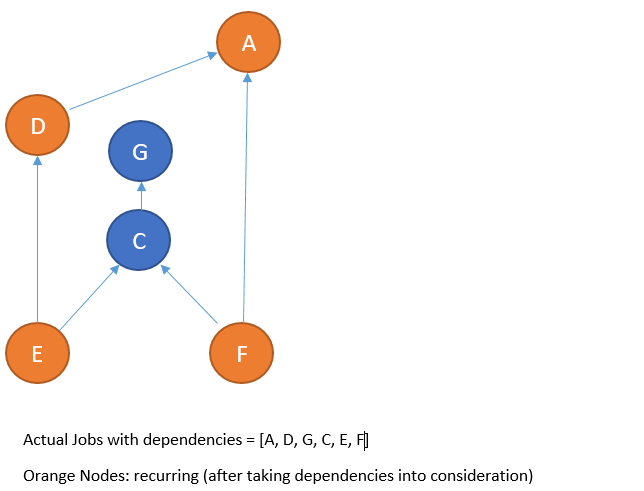 A
D
G
C
E
F
Actual Jobs with dependencies = [A, D, G, C, E, F]
Orange Nodes: recurring (after taking dependencies into consideration)